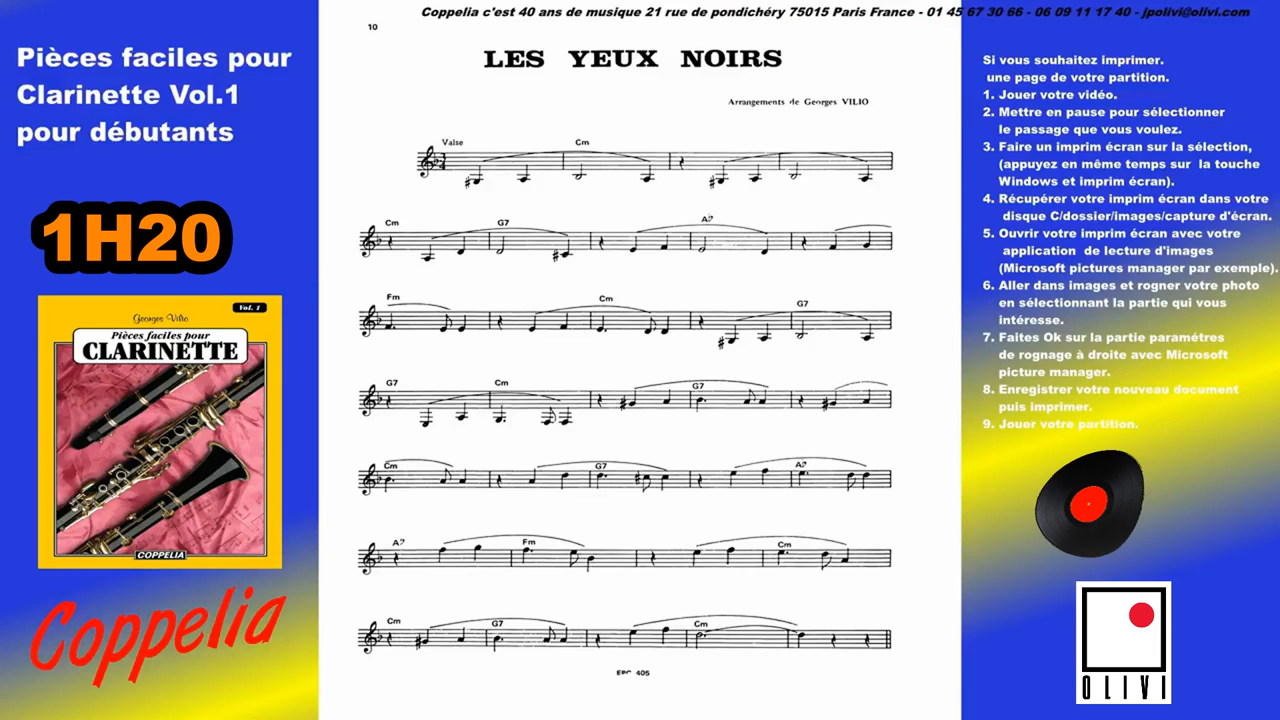 Coppelia c'est 40 ans de musique 21 rue de pondichéry 75015 Paris France - 01 45 67 30 66 - 06 09 11 17 40 - jpolivi@olivi.com
Pièces faciles pour
Clarinette Vol.1
pour débutants
1H20
Vol. 1
Georges Vilio
Pièces faciles pour
CLARINETTE
COPPELIA
Coppelia
10
LES YEUX NOIRS
Arrangements de Georges VILIO
Valse Cm
Cm G7 A♭
Fm Cm G7
G7 Cm G7
Cm G7 A♭
A♭ Fm Cm
Cm G7 Cm
EPC 405
Si vous souhaitez imprimer.
une page de votre partition.
1. Jouer votre vidéo.
2. Mettre en pause pour sélectionner
le passage que vous voulez.
3. Faire un imprim écran sur la sélection,
(appuyez en même temps sur la touche
Windows et imprim écran).
4. Récupérer votre imprim écran dans votre
disque C/dossier/images/capture d'écran.
5. Ouvrir votre imprim écran avec votre
application de lecture d'images
(Microsoft pictures manager par exemple).
6. Aller dans images et rogner votre photo
en sélectionnant la partie qui vous
intéresse.
7. Faites Ok sur la partie paramétres
de rognage à droite avec Microsoft
picture manager.
8. Enregistrer votre nouveau document
puis imprimer.
9. Jouer votre partition.
OLIVI